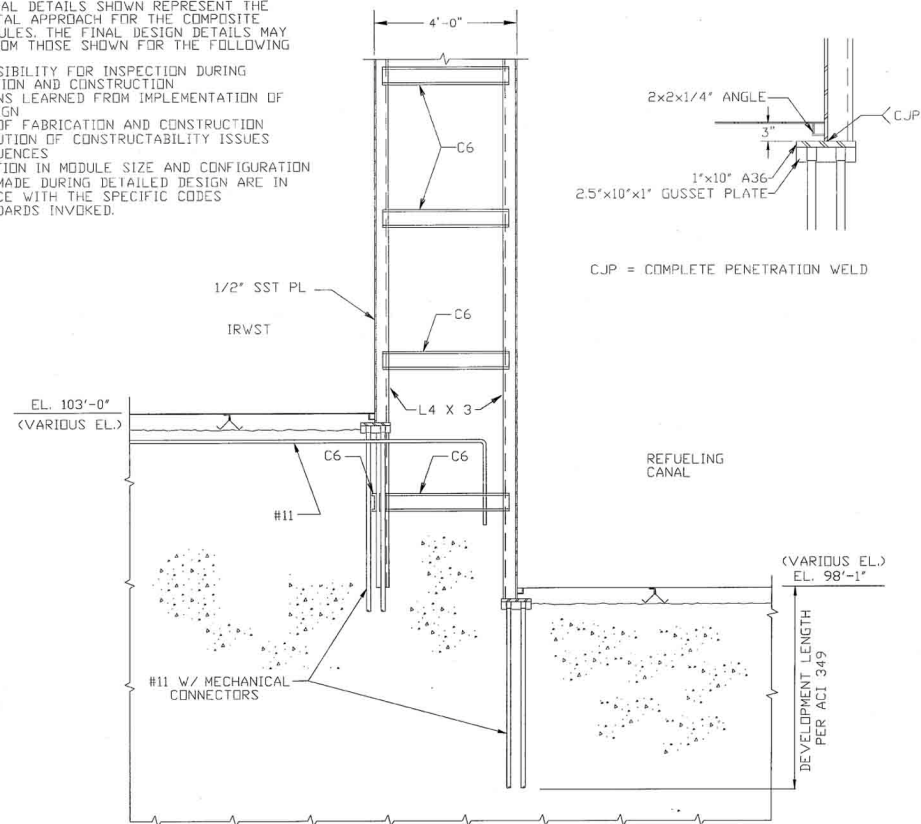 AL DETAILS SHOWN REPRESENT THE
TAL APPROACH FOR THE COMPOSITE
ULES. THE FINAL DESIGN DETAILS MAY
OM THOSE SHOWN FOR THE FOLLOWING
SIBILITY FOR INSPECTION DURING
ION AND CONSTRUCTION
NS LEARNED FROM IMPLEMENTATION OF
IGN
OF FABRICATION AND CONSTRUCTION
UTION OF CONSTRUCTABILITY ISSUES
UENCES
TION IN MODULE SIZE AND CONFIGURATION
MADE DURING DETAILED DESIGN ARE IN
CE WITH THE SPECIFIC CODES
DARDS INVOKED.
4'-0"
2x2x1/4" ANGLE
3"
CJP
1"x10" A36
2.5"x10"x1" GUSSET PLATE
CJP = COMPLETE PENETRATION WELD
C6
1/2" SST PL
IRWST
C6
L4 X 3
EL. 103'-0"
(VARIOUS EL.)
C6
C6
#11
REFUELING
CANAL
(VARIOUS EL.)
EL. 98'-1"
#11 W/ MECHANICAL
CONNECTORS
DEVELOPMENT LENGTH
PER ACI 349